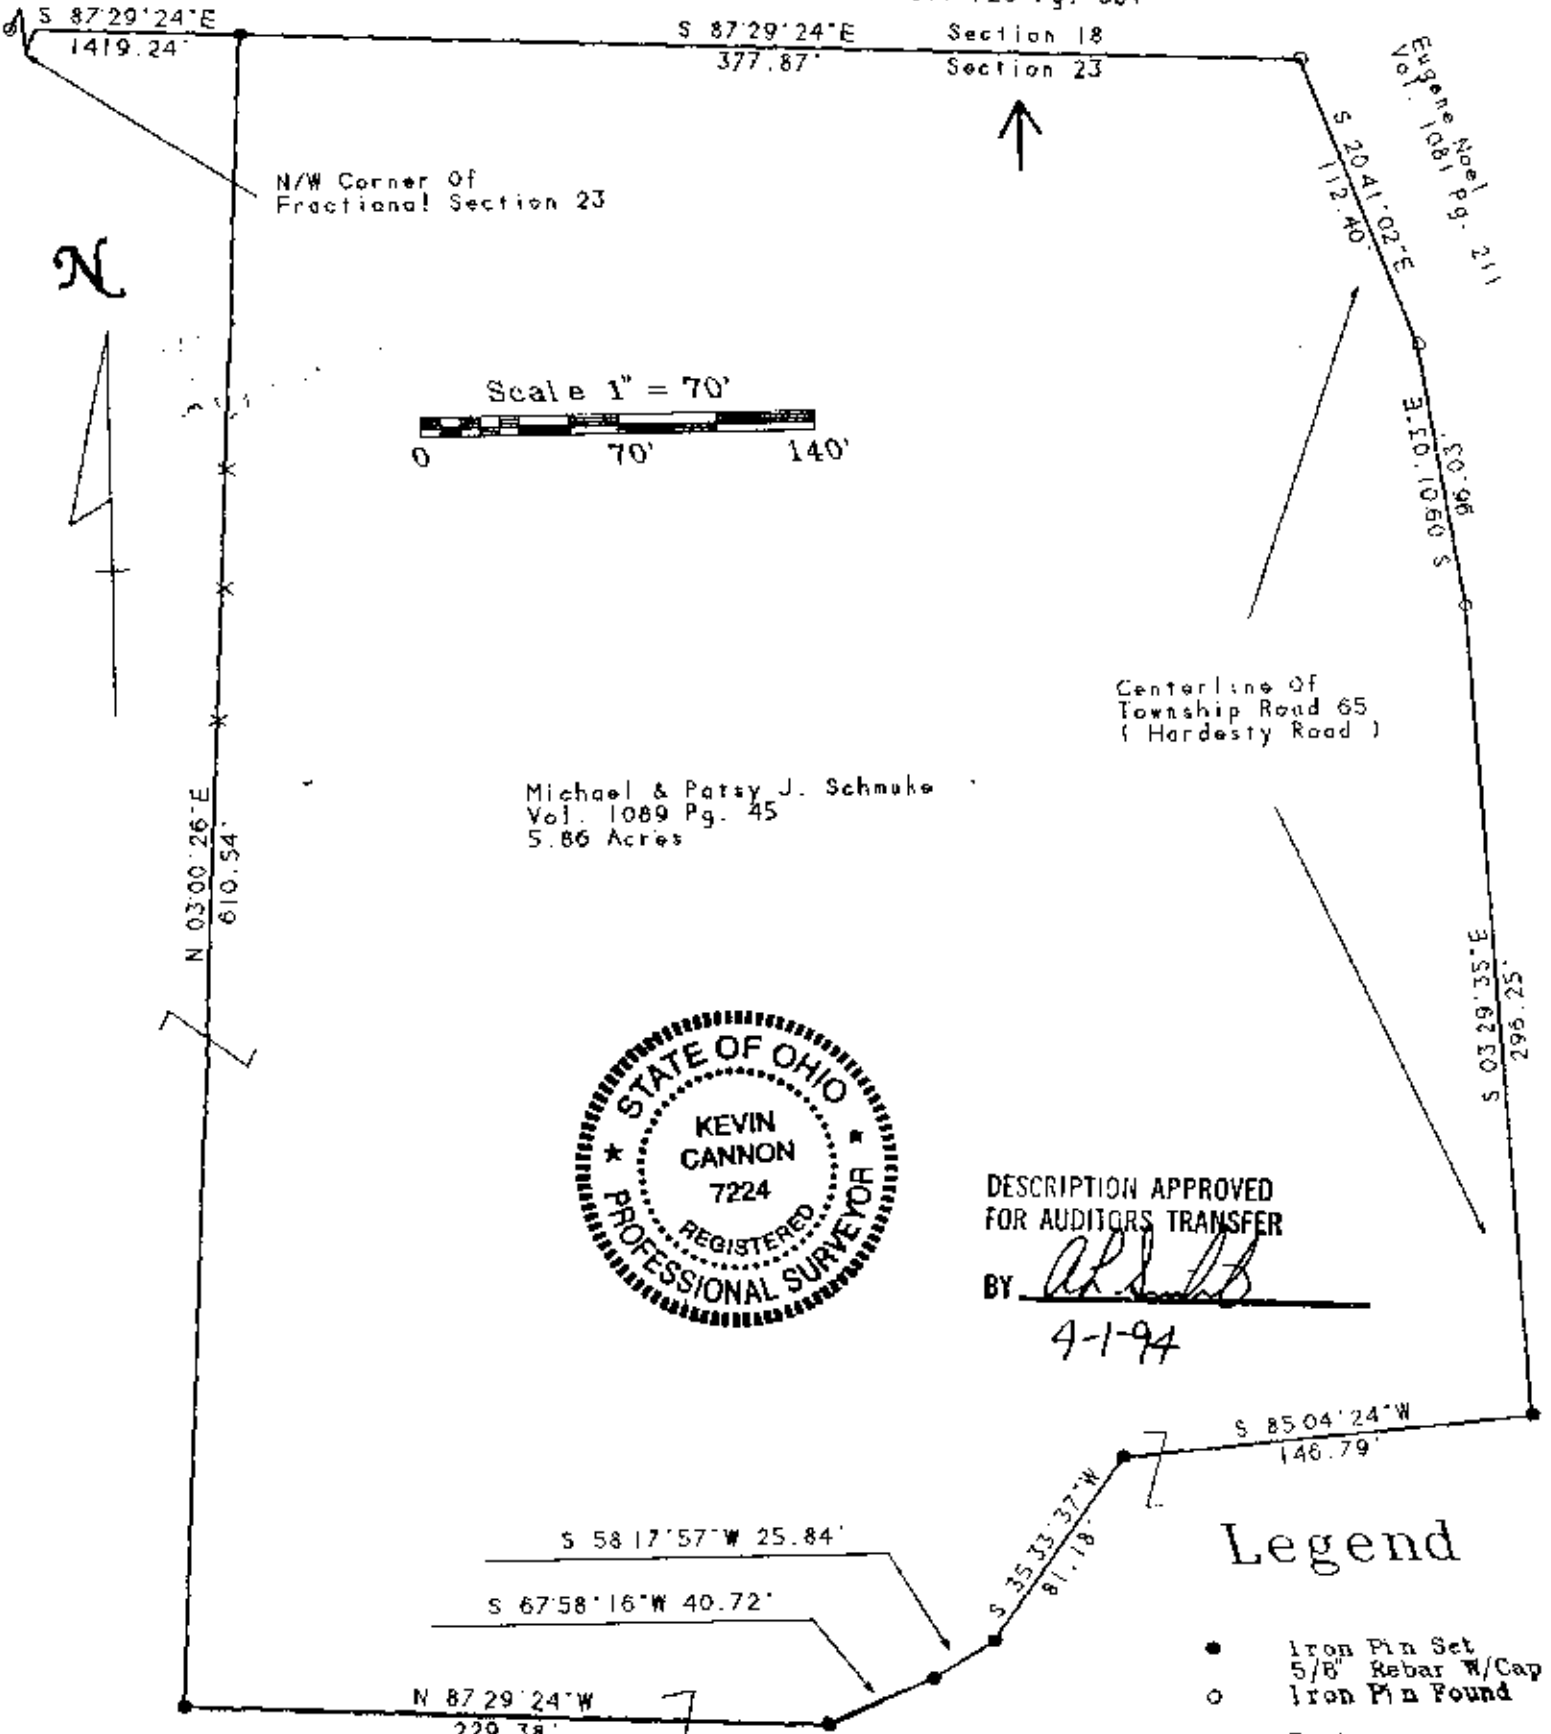 S 87°29'24"E
1419.24'
S 87°29'24"E
377.87'
Section 18
Section 23
Eugene Noel
Vol. 1081 Pg. 211
S 20°41'02"E
112.40'
N/W Corner Of
Fractional Section 23
N
Scale 1" = 70'
0 70' 140'
S 09°01'03"E
96.03'
Centerline Of
Township Road 65
( Hardesty Road )
Michael & Patsy J. Schmuke
Vol. 1089 Pg. 45
5.86 Acres
N 03°00'26"E
610.54'
S 03°29'35"E
296.25'
STATE OF OHIO
KEVIN
CANNON
7224
REGISTERED
PROFESSIONAL SURVEYOR
DESCRIPTION APPROVED
FOR AUDITORS TRANSFER
BY
4-1-94
S 85°04'24"W
146.79'
S 35°33'37"W
81.18'
S 58°17'57"W 25.84'
S 67°58'16"W 40.72'
N 87°29'24"W
229.38'
Legend
● Iron Pin Set
5/8" Rebar W/Cap
○ Iron Pin Found